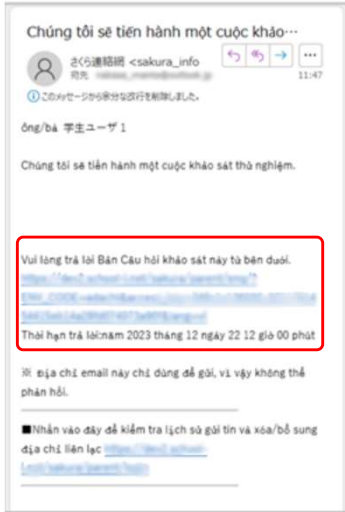 Chúng tôi sẽ tiến hành một cuộc khảo…
さくら連絡網 <sakura_info
宛先
11:47
このメッセージから余分な改行を削除しました。
ông/bà 学生ユーザ1
Chúng tôi sẽ tiến hành một cuộc khảo sát thử nghiệm.
Vui lòng trả lời Bản Câu hỏi khảo sát này từ bên dưới.
Thời hạn trả lời:năm 2023 tháng 12 ngày 22 12 giờ 00 phút
※ Địa chỉ email này chỉ dùng để gửi, vì vậy không thể
phản hồi.
■Nhấn vào đây để kiểm tra lịch sử gửi tin và xóa/bổ sung
địa chỉ liên lạc